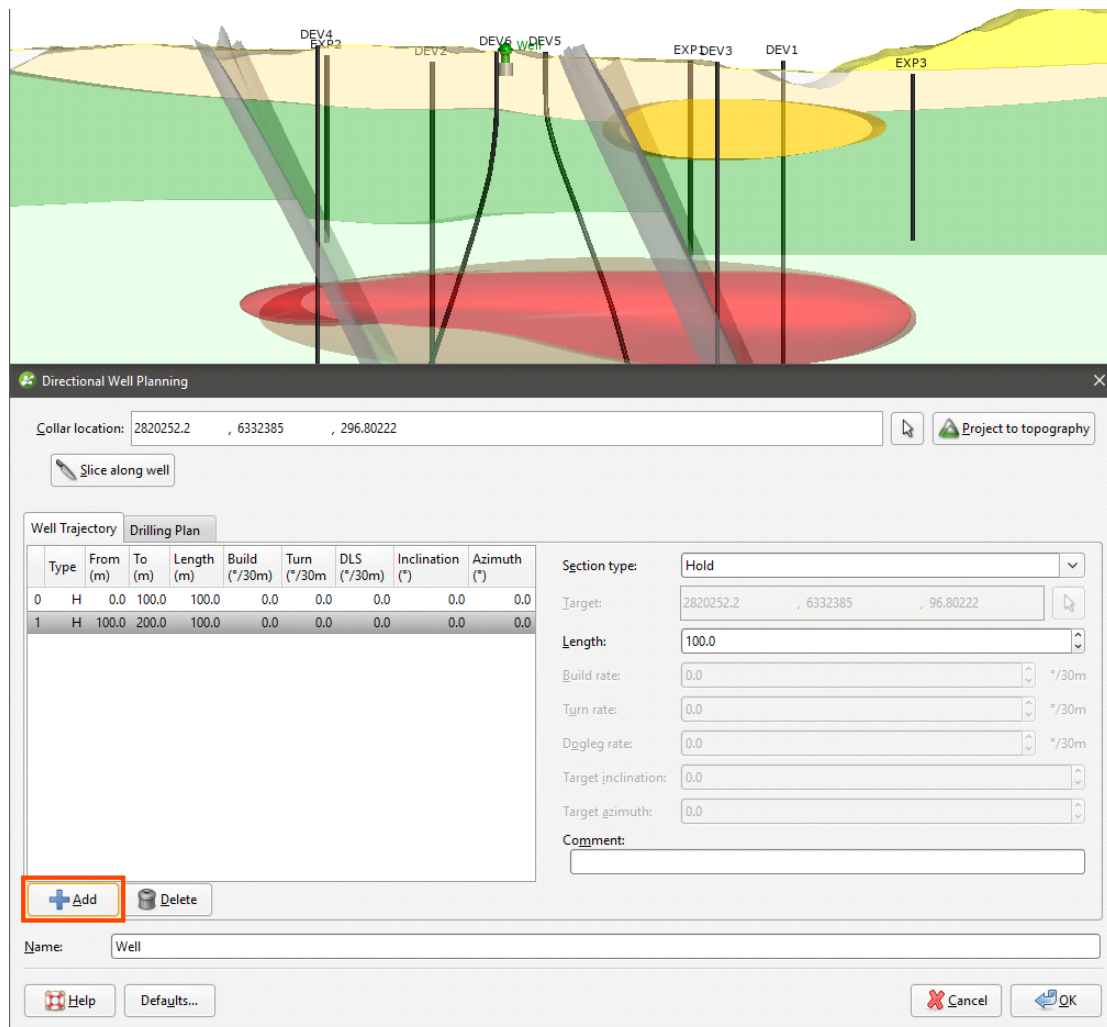 DEV4
EXP2
DEV2
DEV6
Well
DEV5
EXP1
DEV3
DEV1
EXP3
Directional Well Planning
Collar location: 2820252.2 , 6332385 , 296.80222
Project to topography
Slice along well
Well Trajectory Drilling Plan
Type From (m) To (m) Length (m) Build (°/30m) Turn (°/30m DLS (°/30m) Inclination (°) Azimuth (°)
0 H 0.0 100.0 100.0 0.0 0.0 0.0 0.0 0.0
1 H 100.0 200.0 100.0 0.0 0.0 0.0 0.0 0.0
Section type: Hold
Target: 2820252.2 , 6332385 , 96.80222
Length: 100.0
Build rate: 0.0 °/30m
Turn rate: 0.0 °/30m
Dogleg rate: 0.0 °/30m
Target inclination: 0.0
Target azimuth: 0.0
Comment:
Add Delete
Name: Well
Help Defaults... Cancel OK